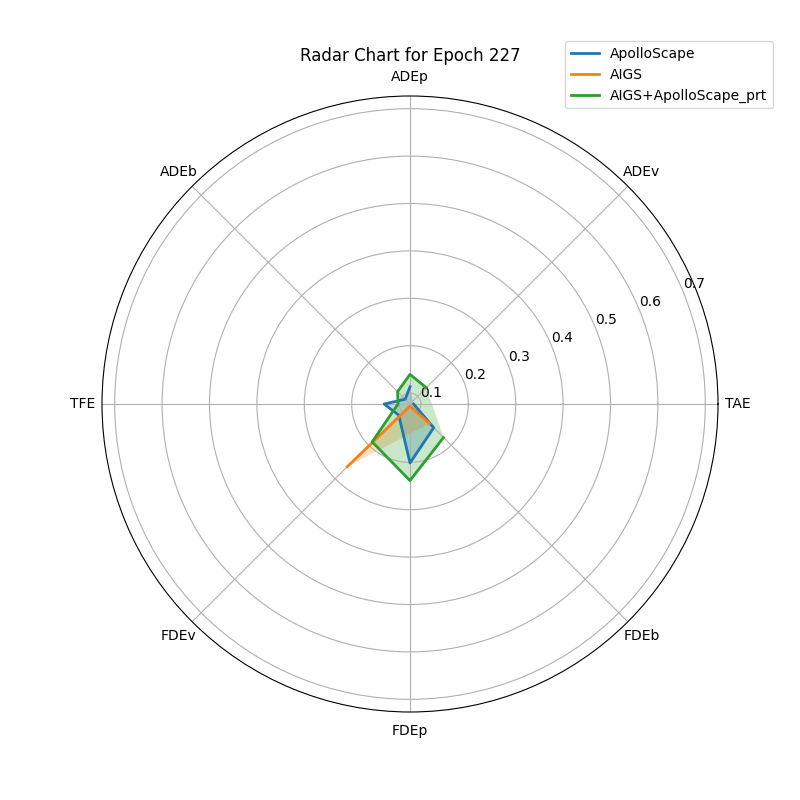 Radar Chart for Epoch 227
ApolloScape
AIGS
AIGS+ApolloScape_prt
ADEp
ADEb
ADEv
0.7
0.6
0.5
0.4
0.3
0.2
0.1
TFE
TAE
FDEv
FDEb
FDEp